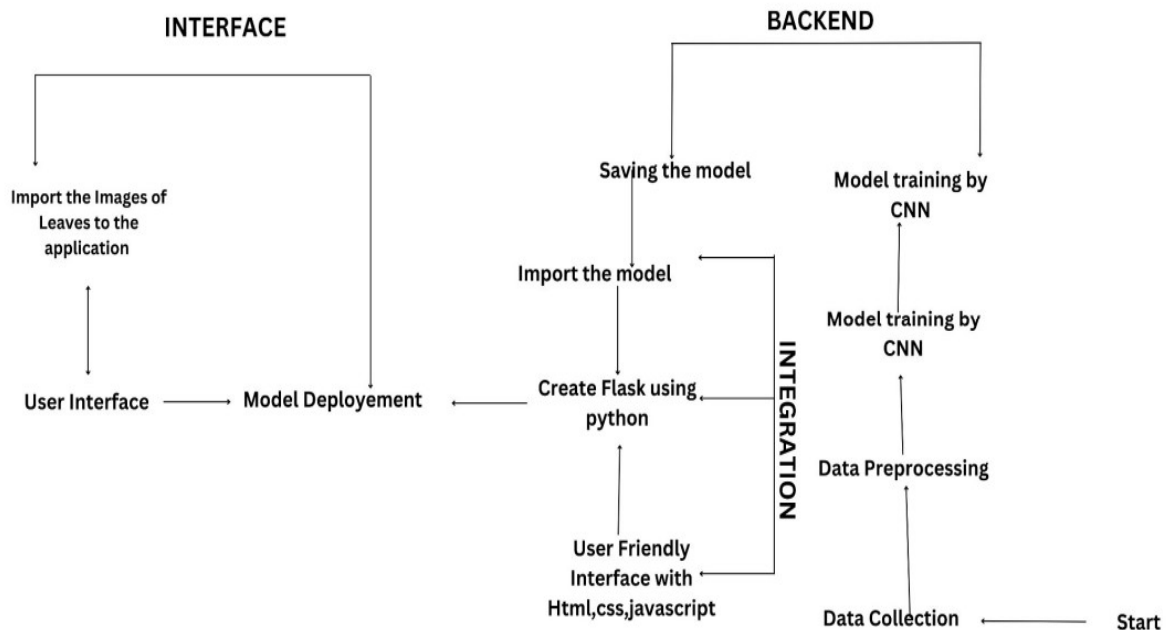 INTERFACE
BACKEND
Import the Images of
Leaves to the
application
User Interface
Model Deployement
Saving the model
Import the model
Create Flask using
python
User Friendly
Interface with
Html,css,javascript
INTEGRATION
Model training by
CNN
Model training by
CNN
Data Preprocessing
Data Collection
Start